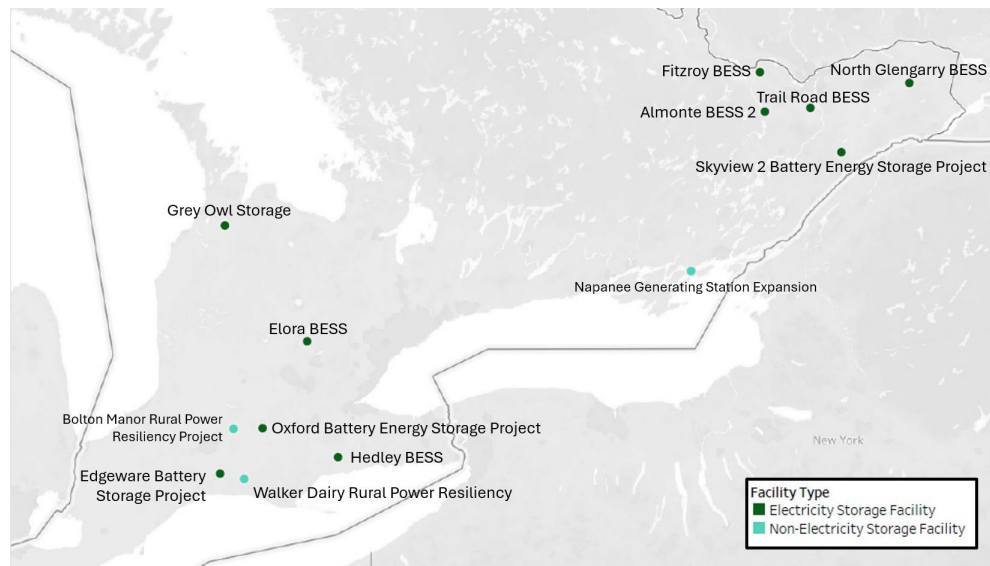 Fitzroy BESS
North Glengarry BESS
Trail Road BESS
Almonte BESS 2
Skyview 2 Battery Energy Storage Project
Grey Owl Storage
Napanee Generating Station Expansion
Elora BESS
Bolton Manor Rural Power
Resiliency Project
Oxford Battery Energy Storage Project
New York
Hedley BESS
Edgeware Battery
Storage Project
Walker Dairy Rural Power Resiliency
Facility Type
Electricity Storage Facility
Non-Electricity Storage Facility